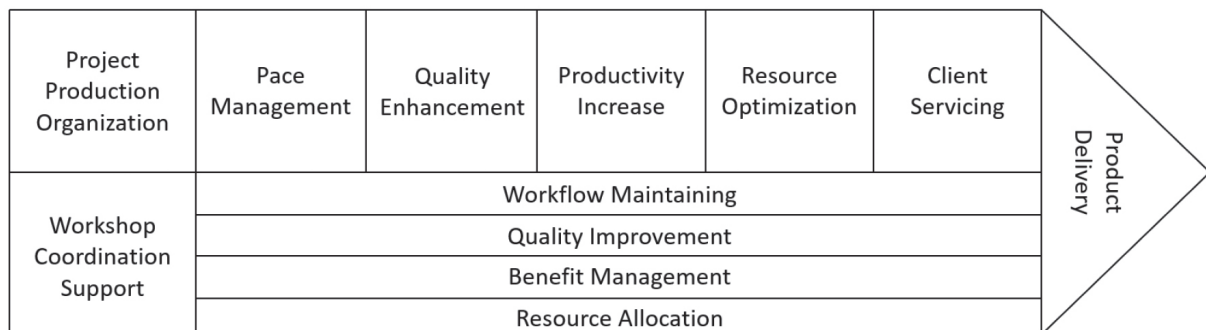 Project
Production
Organization
Pace
Management
Quality
Enhancement
Productivity
Increase
Resource
Optimization
Client
Servicing
Product
Delivery
Workshop
Coordination
Support
Workflow Maintaining
Quality Improvement
Benefit Management
Resource Allocation